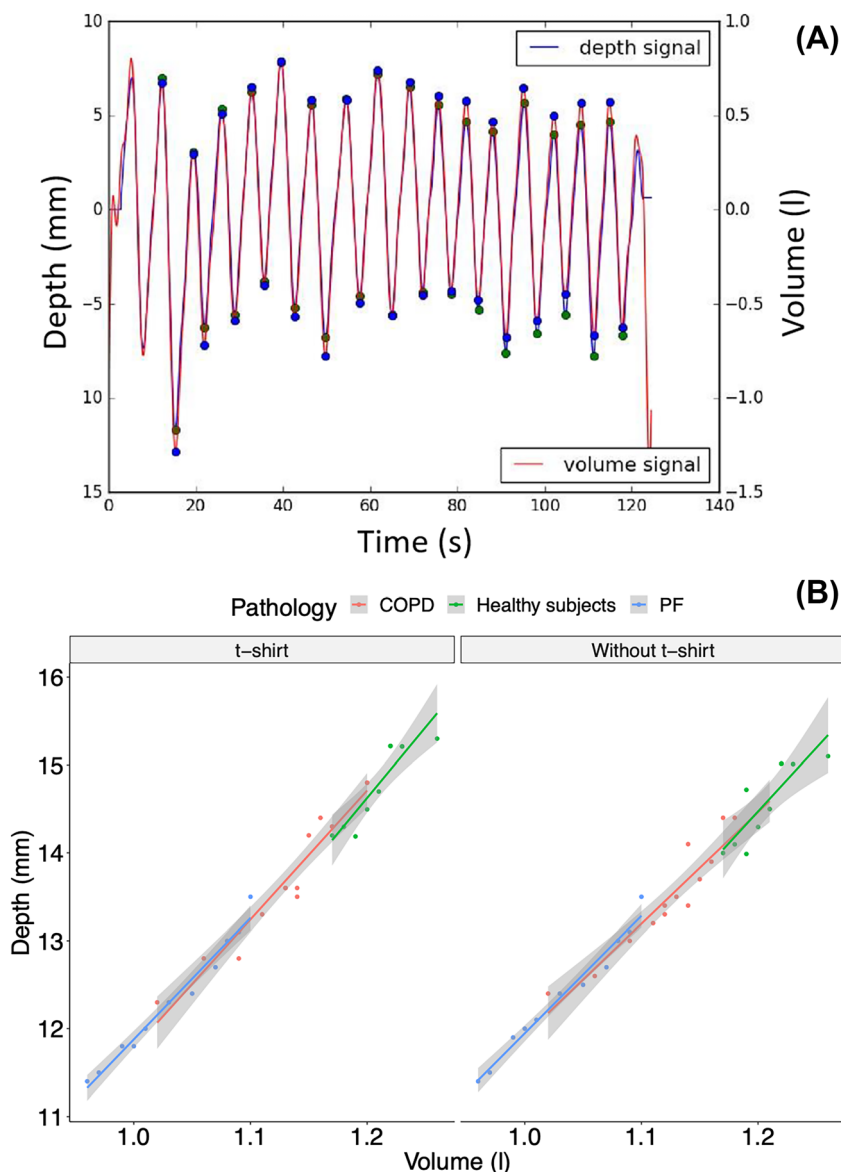 (A)
10
5
0
−5
10
15
Depth (mm)
depth signal
volume signal
1.0
0.5
0.0
−0.5
−1.0
−1.5
Volume (l)
0 20 40 60 80 100 120 140
Time (s)
(B)
Pathology COPD Healthy subjects PF
t−shirt Without t−shirt
16
15
14
13
12
11
Depth (mm)
1.0 1.1 1.2 1.0 1.1 1.2
Volume (l)